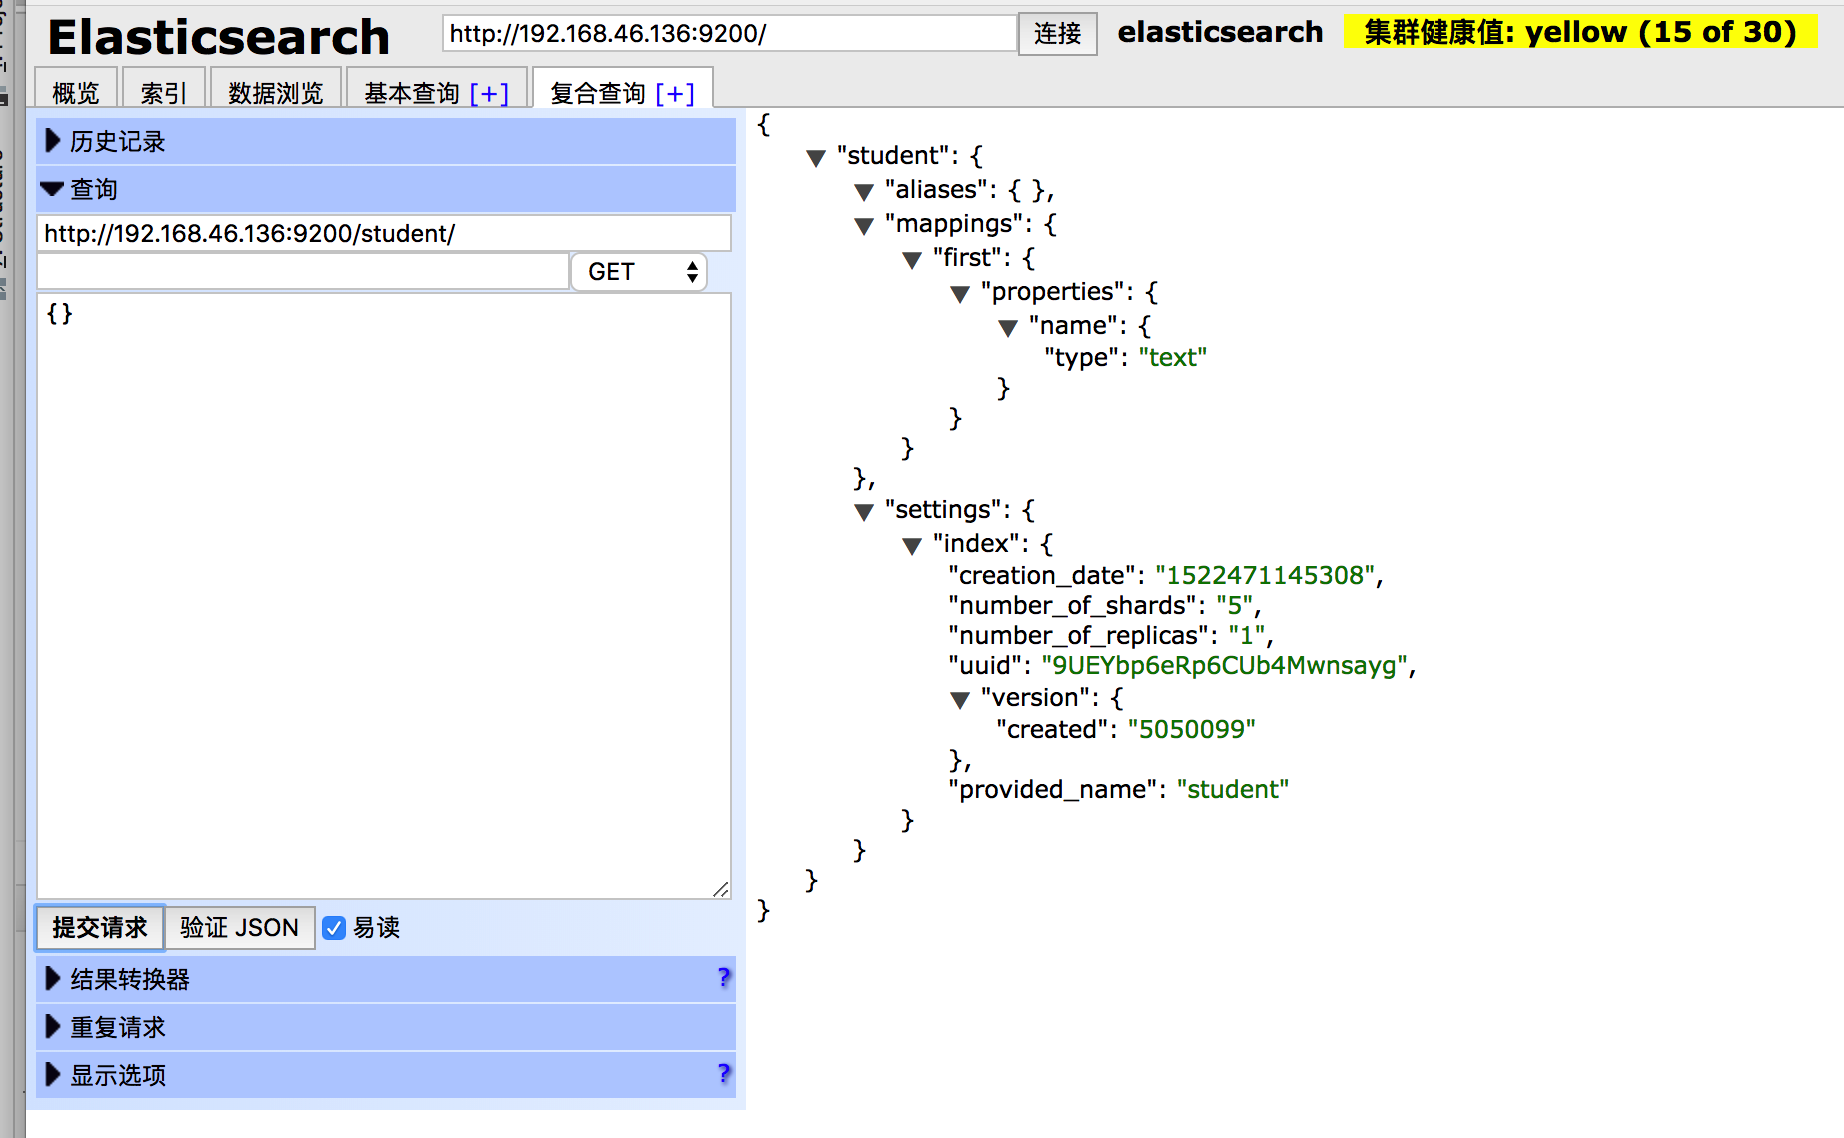 Elasticsearch
http://192.168.46.136:9200/
连接
elasticsearch
集群健康值: yellow (15 of 30)
概览
索引
数据浏览
基本查询 [+]
复合查询 [+]
历史记录
查询
http://192.168.46.136:9200/student/
GET
{}
提交请求
验证 JSON
易读
结果转换器 ?
重复请求
显示选项 ?
{
"student": {
"aliases": { },
"mappings": {
"first": {
"properties": {
"name": {
"type": "text"
}
}
}
},
"settings": {
"index": {
"creation_date": "1522471145308",
"number_of_shards": "5",
"number_of_replicas": "1",
"uuid": "9UEYbp6eRp6CUb4Mwnsayg",
"version": {
"created": "5050099"
},
"provided_name": "student"
}
}
}
}